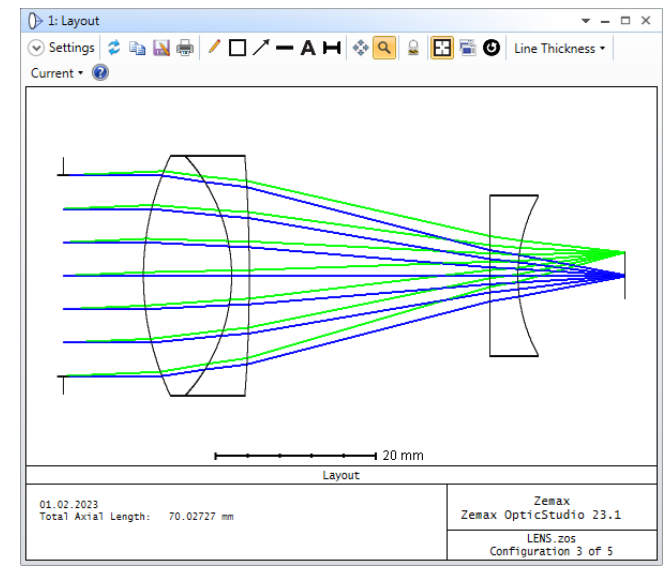 1: Layout
Settings
Line Thickness
Current
20 mm
Layout
01.02.2023
Total Axial Length: 70.02727 mm
Zemax
Zemax OpticStudio 23.1
LENS.zos
Configuration 3 of 5